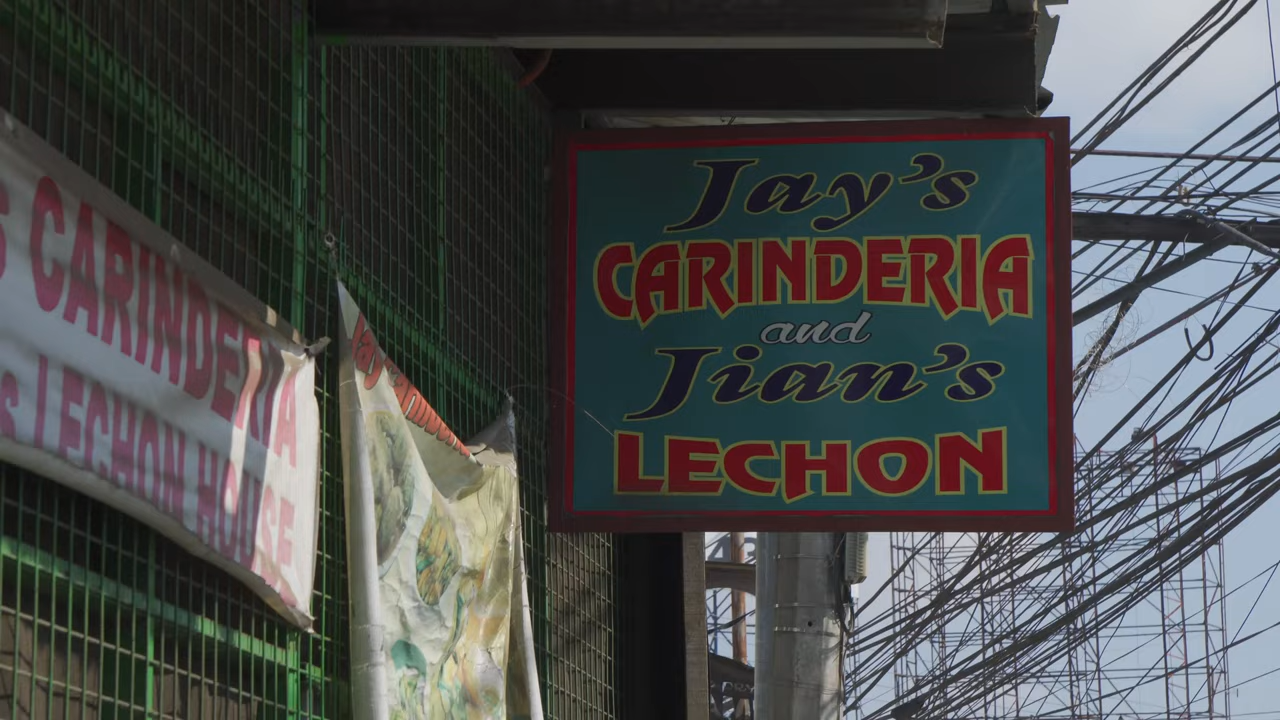 S CARINDERIA
s LECHON HOUSE
Jay's
CARINDERIA
and
Jian's
LECHON